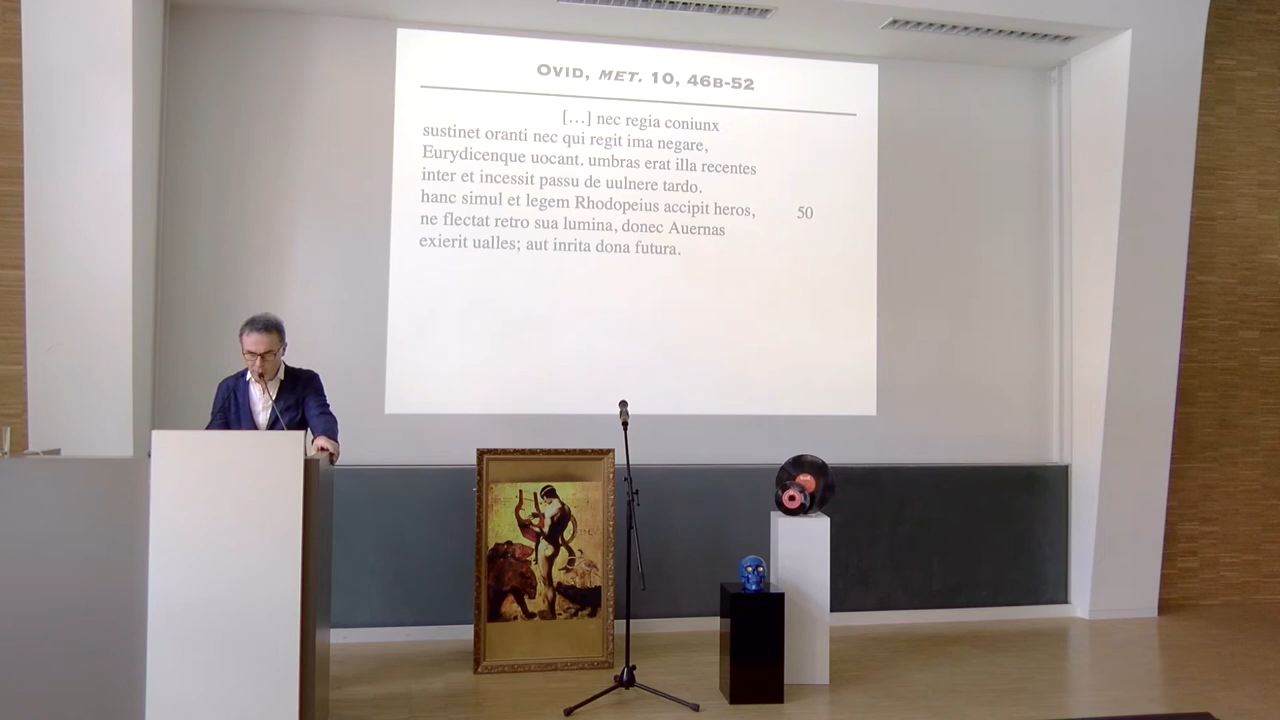 OVID, MET. 10, 46B-52
[…] nec regia coniunx
sustinet oranti nec qui regit ima negare,
Eurydicenque uocant. umbras erat illa recentes
inter et incessit passu de uulnere tardo.
hanc simul et legem Rhodopeius accipit heros, 50
ne flectat retro sua lumina, donec Auernas
exierit ualles; aut inrita dona futura.